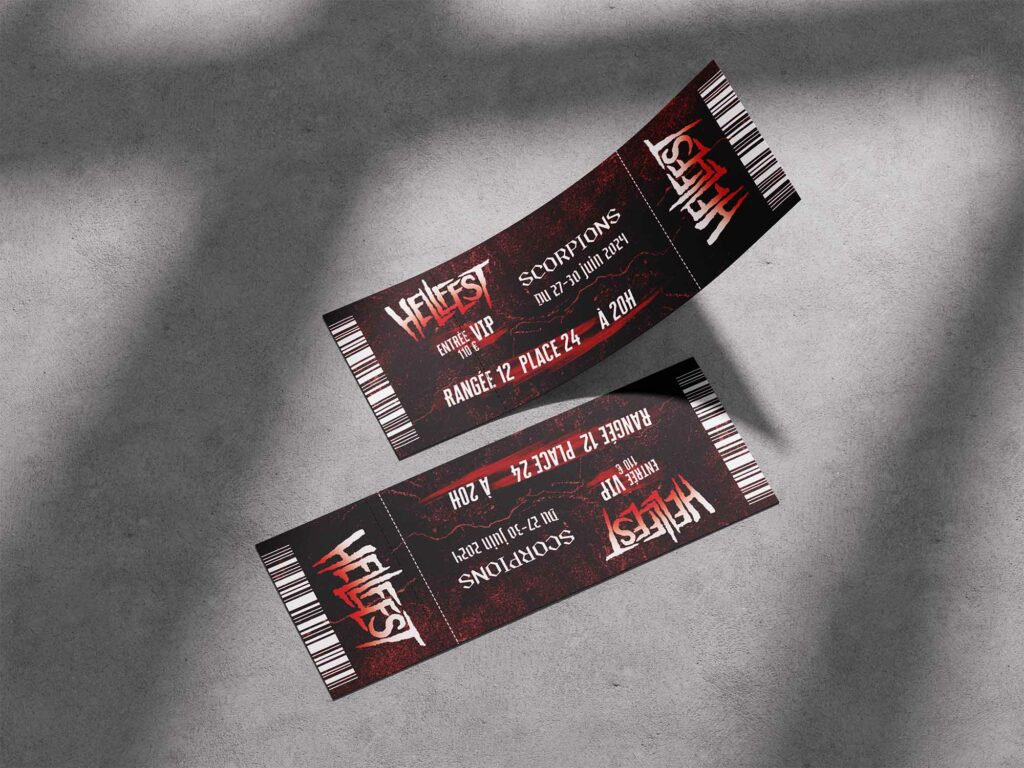 HELLFEST
ENTRÉE VIP
110 €
SCORPIONS
DU 27-30 juin 2024
RANGÉE 12 PLACE 24 À 20H
HELLFEST
HELLFEST
ENTRÉE VIP
110 €
SCORPIONS
DU 27-30 juin 2024
RANGÉE 12 PLACE 24 À 20H
HELLFEST